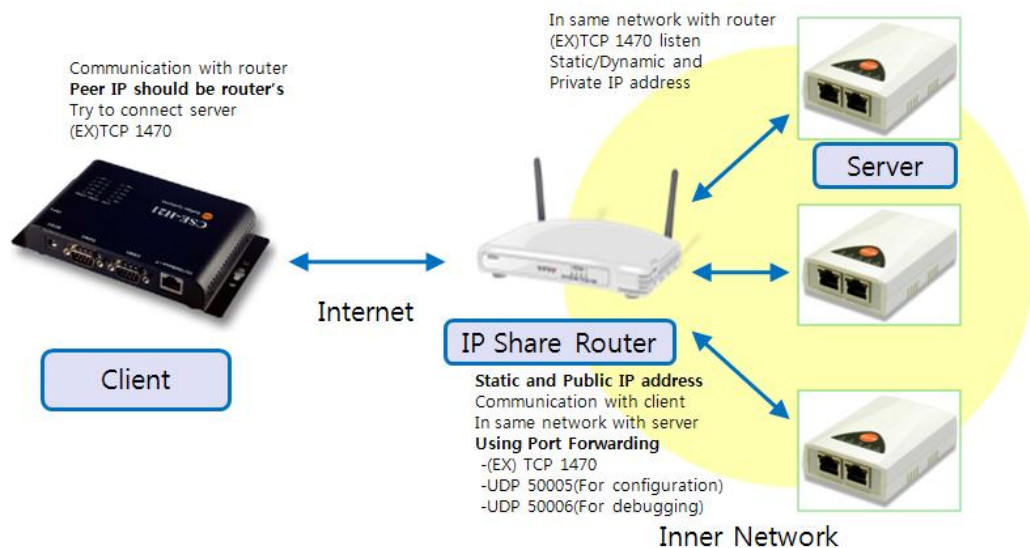 Communication with router
Peer IP should be router's
Try to connect server
(EX)TCP 1470
In same network with router
(EX)TCP 1470 listen
Static/Dynamic and
Private IP address
CSE-H21
Server
Internet
Client
IP Share Router
Static and Public IP address
Communication with client
In same network with server
Using Port Forwarding
-(EX) TCP 1470
-UDP 50005(For configuration)
-UDP 50006(For debugging)
Inner Network